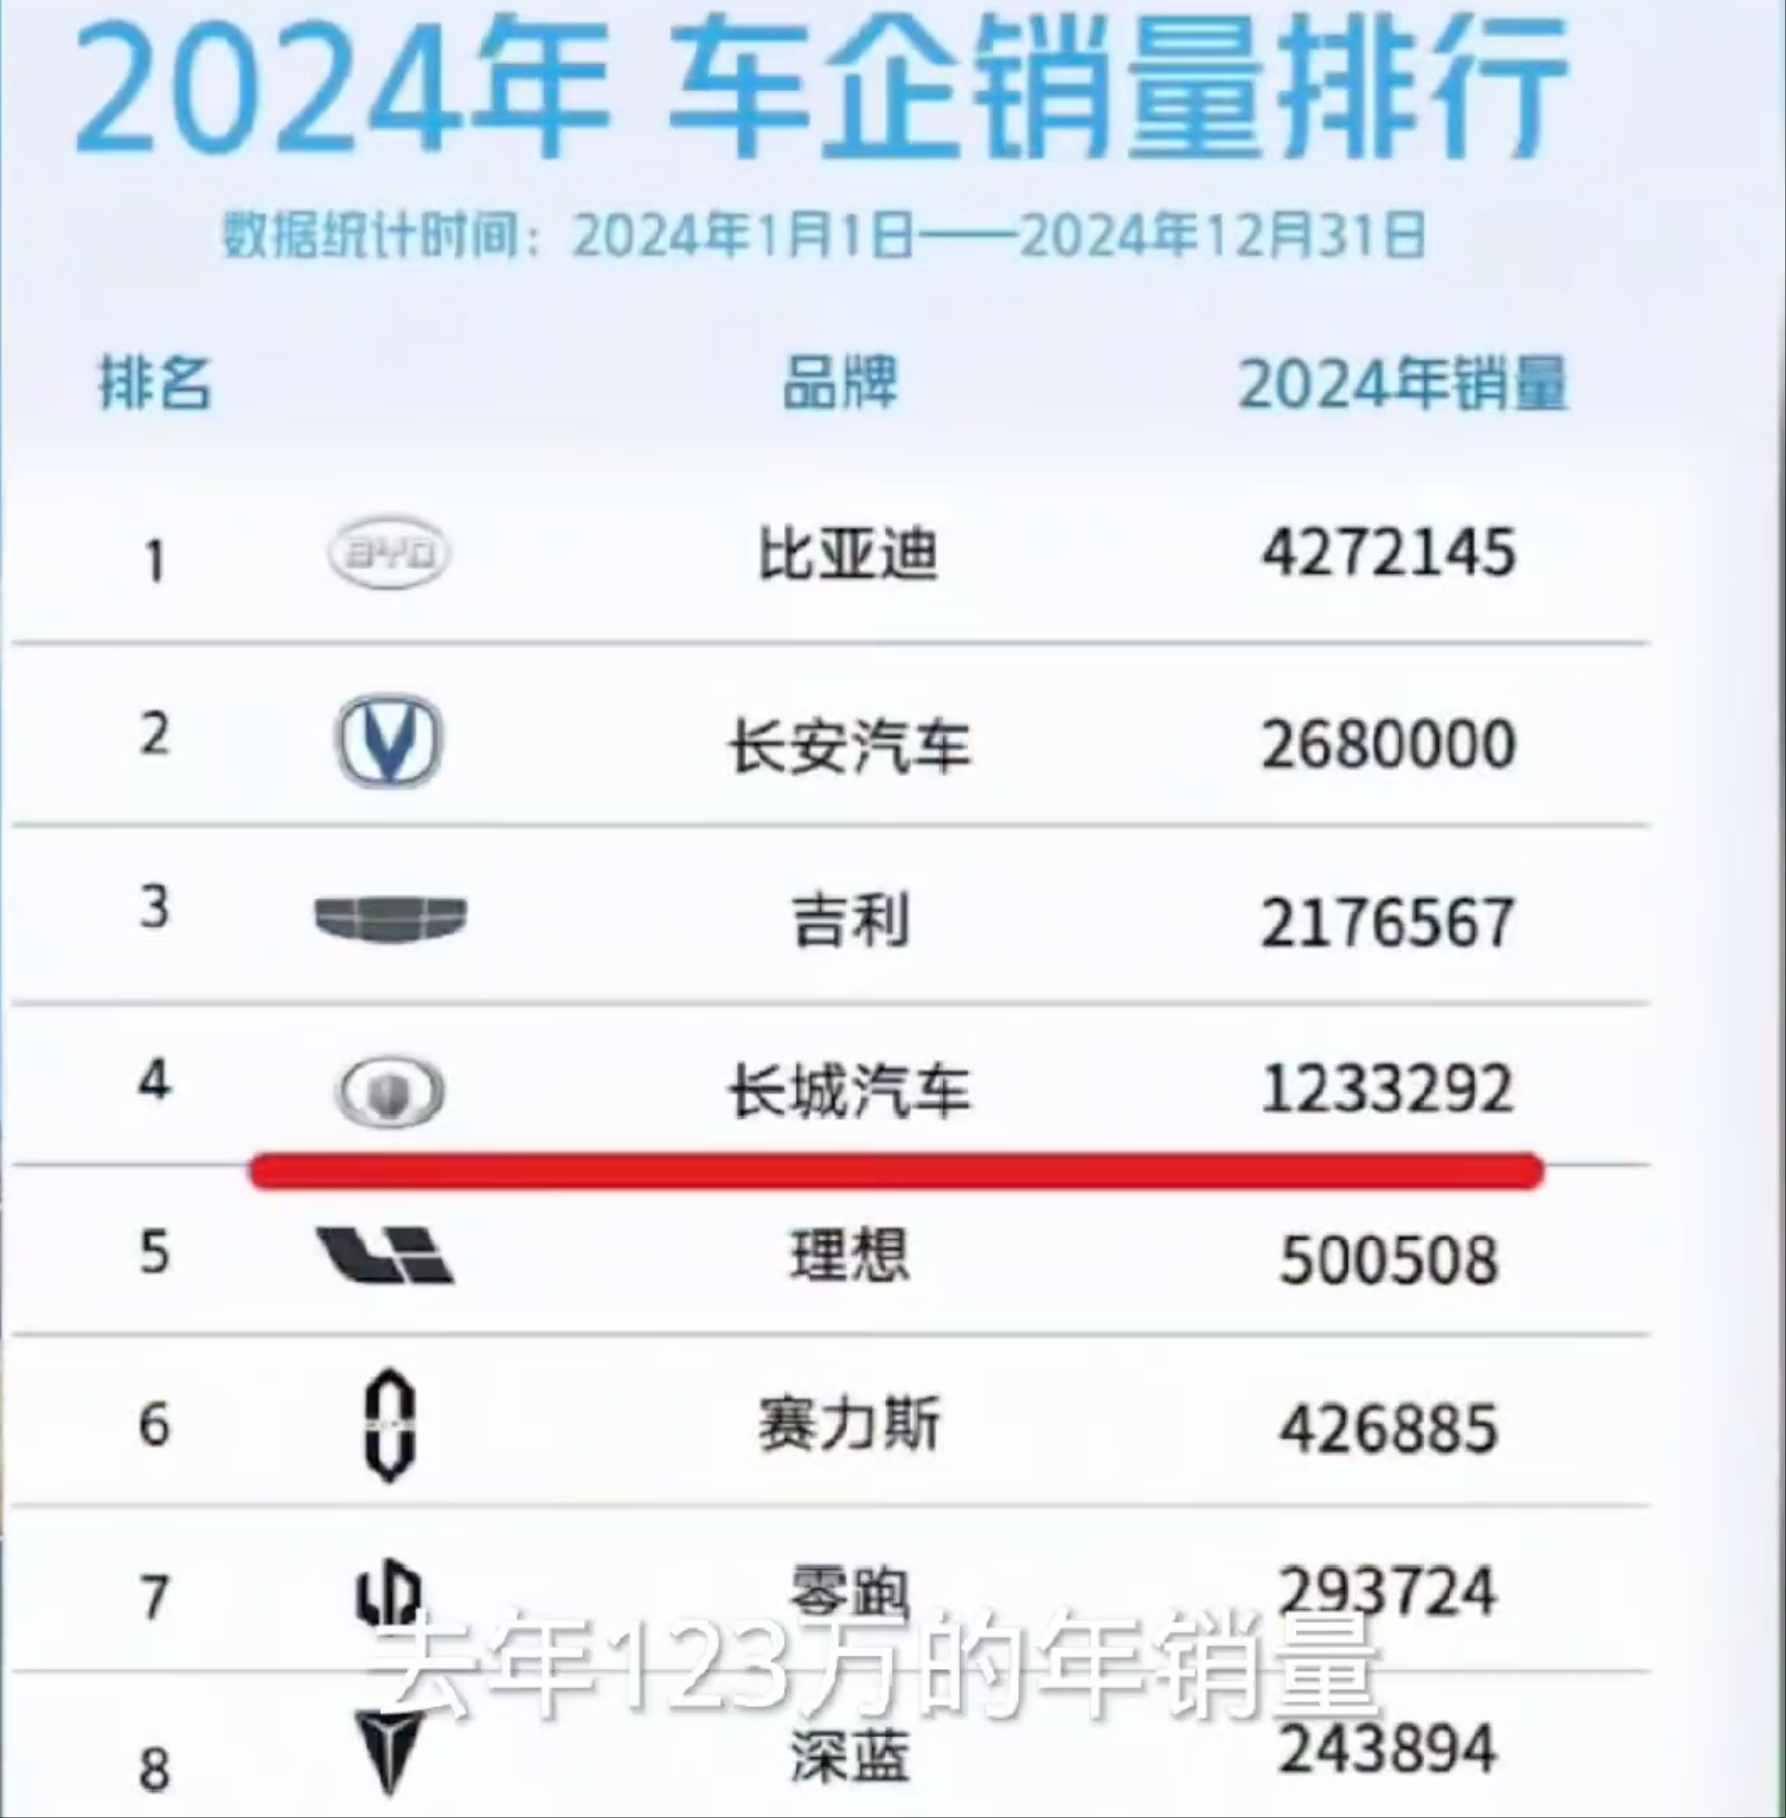 2024年 车企销量排行
数据统计时间：2024年1月1日——2024年12月31日
排名 品牌 2024年销量
1 BYD 比亚迪 4272145
2 长安汽车 2680000
3 吉利 2176567
4 长城汽车 1233292
5 理想 500508
6 赛力斯 426885
7 零跑 293724
去年123万的年销量
8 深蓝 243894